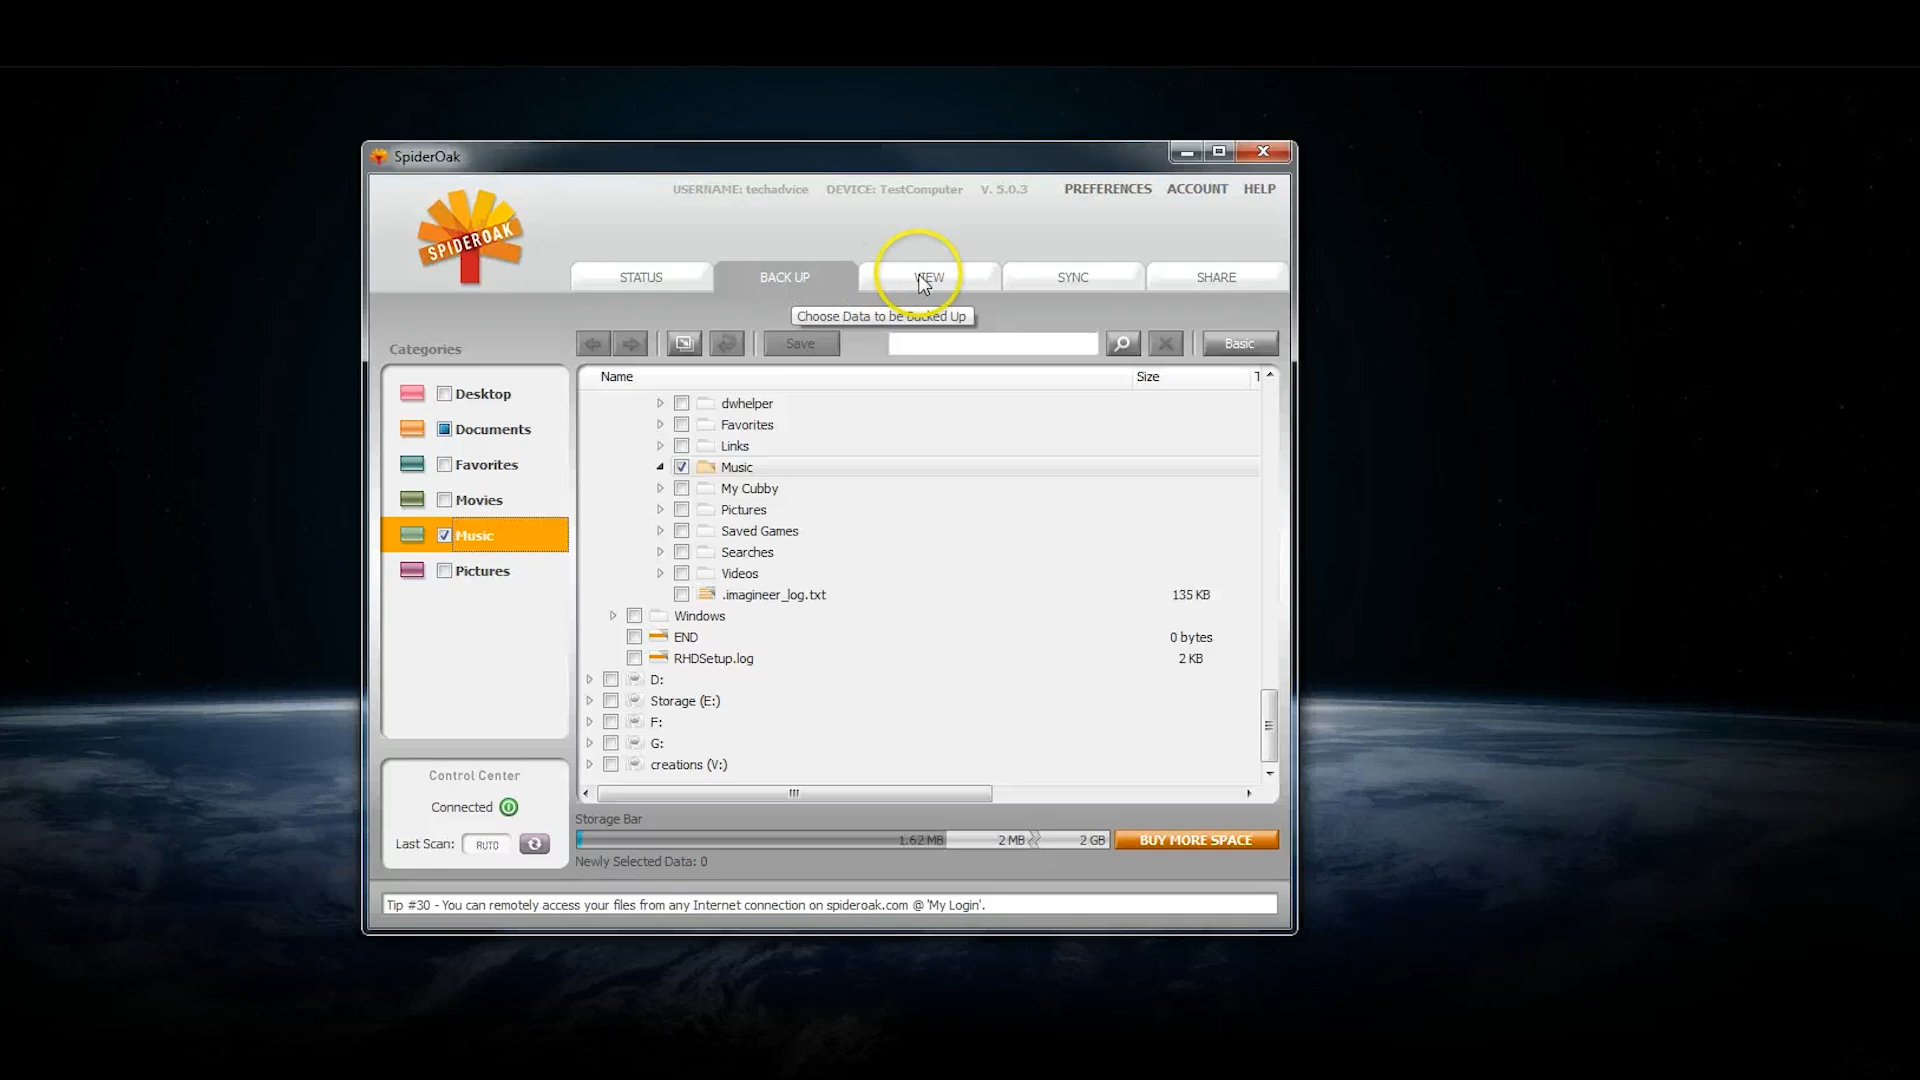 SpiderOak
USERNAME: techadvice DEVICE: TestComputer V. 5.0.3 PREFERENCES ACCOUNT HELP
SPIDEROAK
STATUS BACK UP VIEW SYNC SHARE
Choose Data to be Backed Up
Save Basic
Categories
Desktop
Documents
Favorites
Movies
Music
Pictures
Name Size T
dwhelper
Favorites
Links
Music
My Cubby
Pictures
Saved Games
Searches
Videos
.imagineer_log.txt 135 KB
Windows
END 0 bytes
RHDSetup.log 2 KB
D:
Storage (E:)
F:
G:
creations (V:)
Control Center
Connected
Last Scan: AUTO
Storage Bar
1.62 MB 2 MB 2 GB BUY MORE SPACE
Newly Selected Data: 0
Tip #30 - You can remotely access your files from any Internet connection on spideroak.com @ 'My Login'.